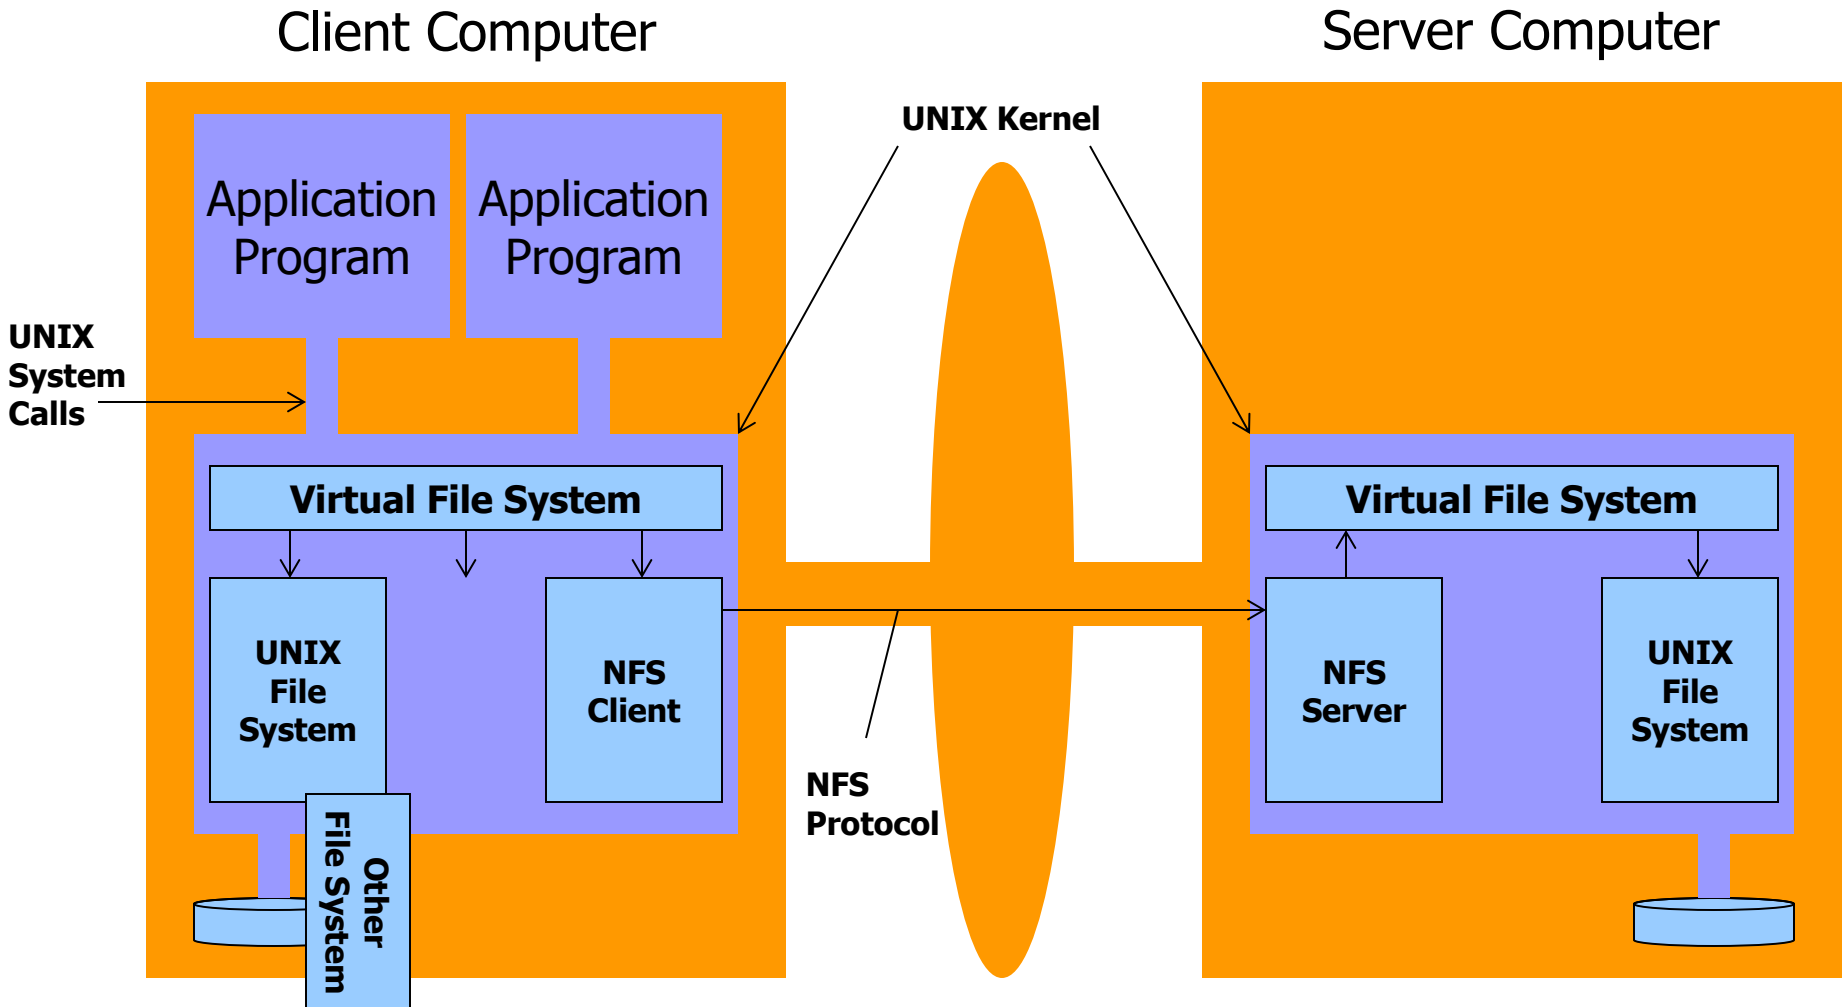 Client Computer
Server Computer
UNIX Kernel
Application
Program
Application
Program
UNIX
System
Calls
Virtual File System
Virtual File System
UNIX
File
System
NFS
Client
NFS
Server
UNIX
File
System
NFS
Protocol
Other
File System